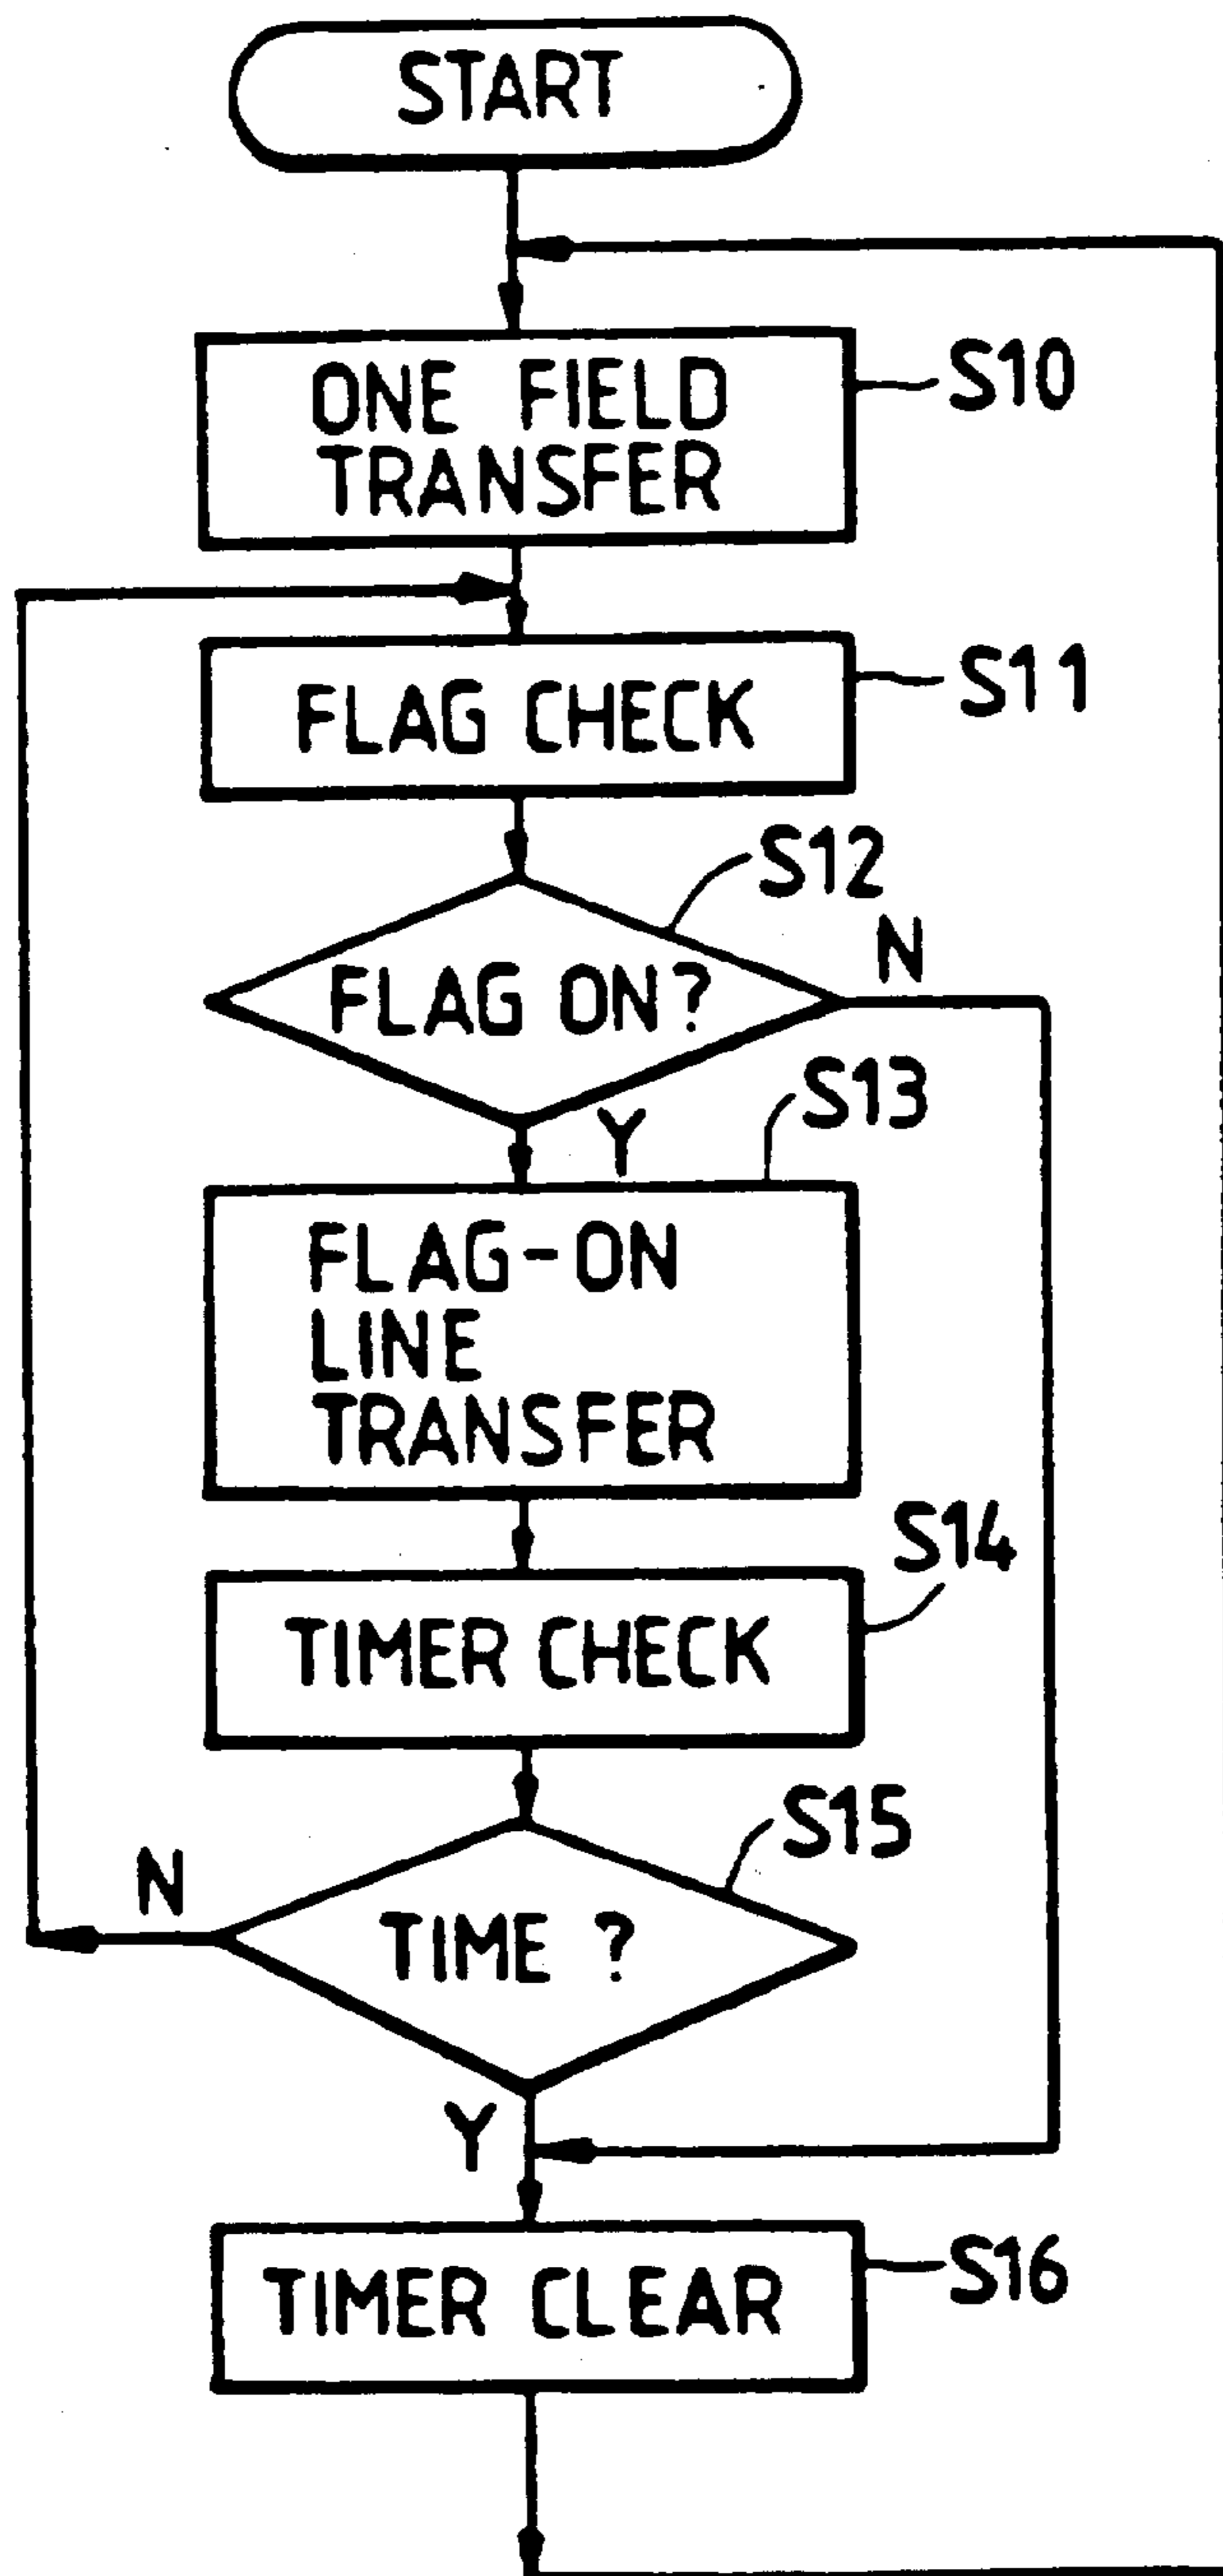 START
ONE FIELD
TRANSFER
S10
FLAG CHECK
S11
S12
FLAG ON?
N
Y
S13
FLAG-ON
LINE
TRANSFER
S14
TIMER CHECK
S15
TIME ?
N
Y
TIMER CLEAR
S16